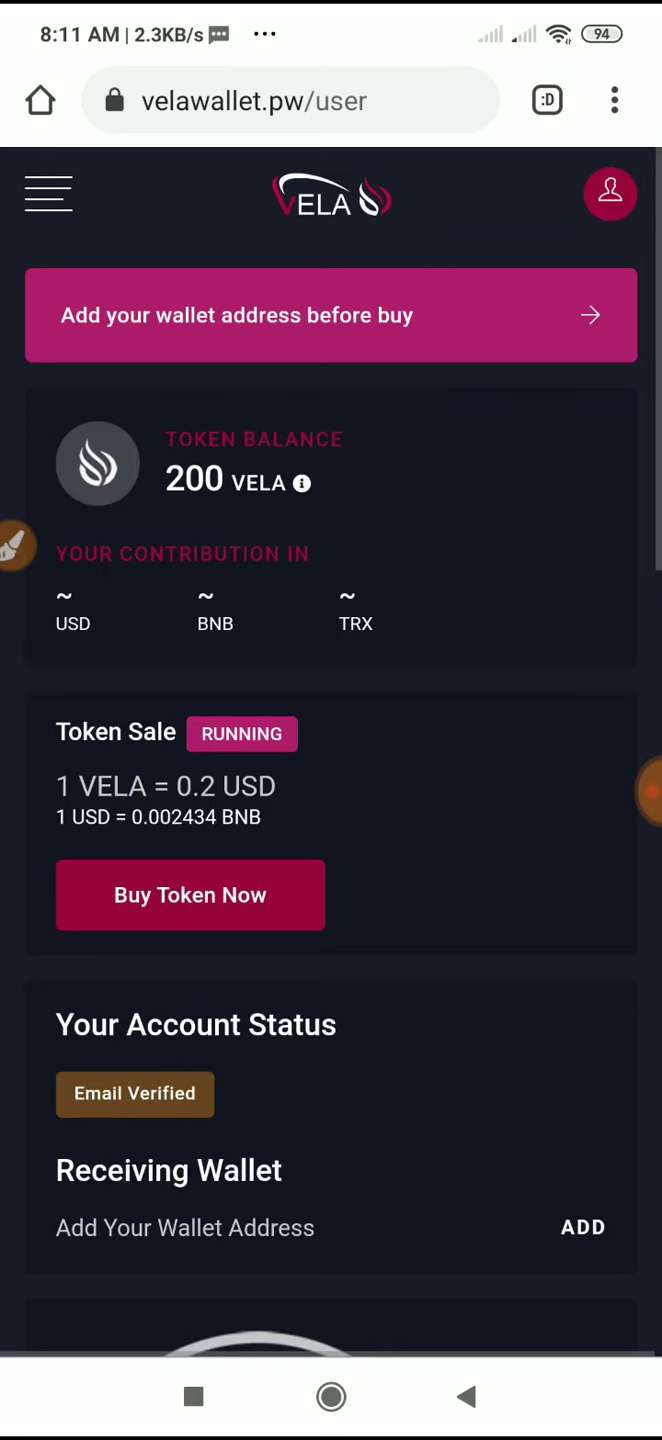 8:11 AM | 2.3KB/s
94
velawallet.pw/user
:D
VELA
Add your wallet address before buy
TOKEN BALANCE
200 VELA
YOUR CONTRIBUTION IN
~ ~ ~
USD BNB TRX
Token Sale RUNNING
1 VELA = 0.2 USD
1 USD = 0.002434 BNB
Buy Token Now
Your Account Status
Email Verified
Receiving Wallet
Add Your Wallet Address ADD